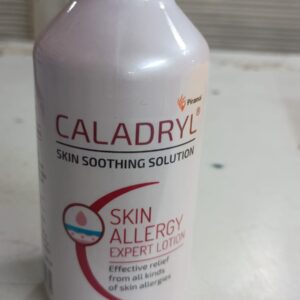 Piramal
CALADRYL®
SKIN SOOTHING SOLUTION
SKIN
ALLERGY
EXPERT LOTION
Effective relief
from all kinds
of skin allergies